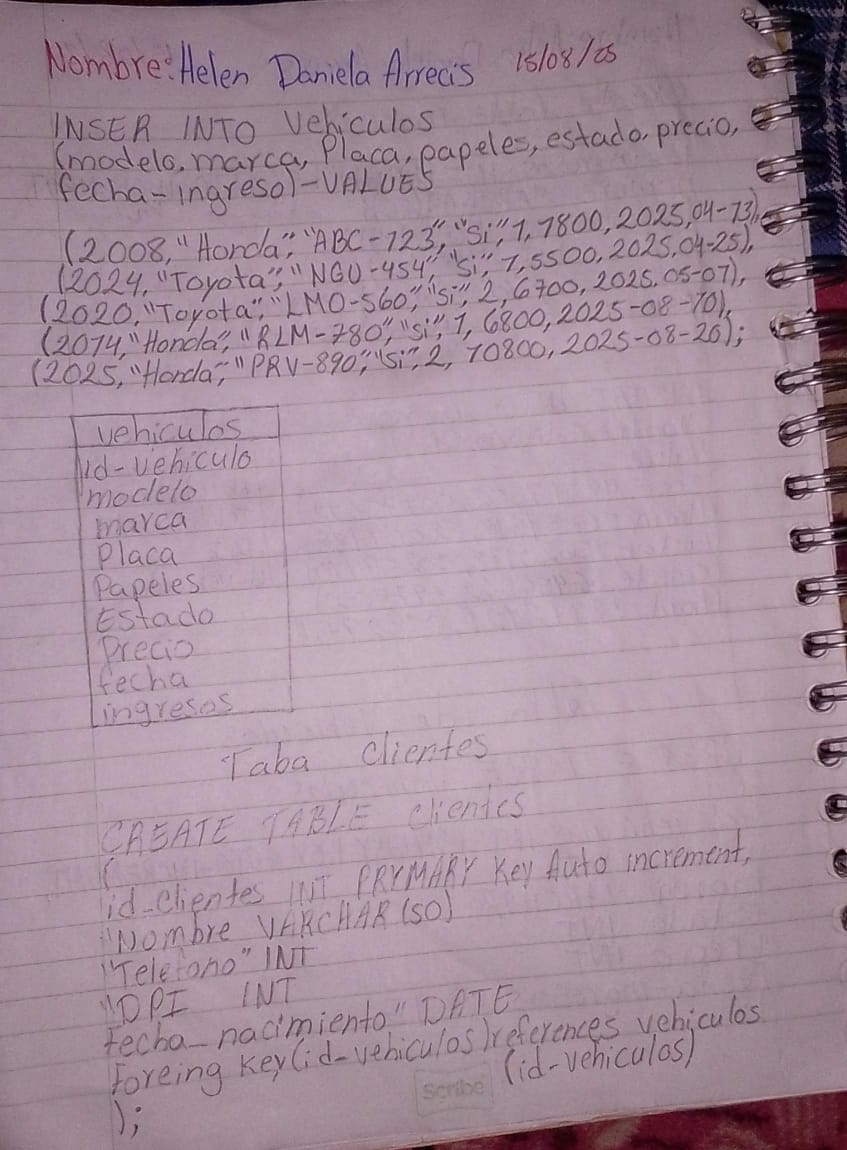 Nombre: Helen Daniela Arrecis 15/08/25
INSER INTO Vehiculos
(modelo, marca, Placa, papeles, estado, precio,
fecha-ingreso)-VALUES
(2008,"Honda","ABC-123","Si",1,7800,2025,04-13),
(2024,"Toyota","NGU-454","Si",1,5500,2025,04-25),
(2020,"Toyota","LMO-560","si",2,6700,2025.05-07),
(2014,"Honda","RLM-780","si",1,6800,2025-08-10),
(2025,"Honda","PRV-890","si",2,10800,2025-08-20);
vehiculos
id-vehiculo
modelo
marca
Placa
Papeles
Estado
Precio
fecha
ingresos
Taba Clientes
CREATE TABLE clientes
(
id_clientes INT PRYMARY Key Auto increment,
"Nombre VARCHAR (50)
"Telefono" INT
"DPI INT
fecha_nacimiento" DATE
foreing Key(id-vehiculos)references vehiculos
(id-vehiculos)
);
Scribe